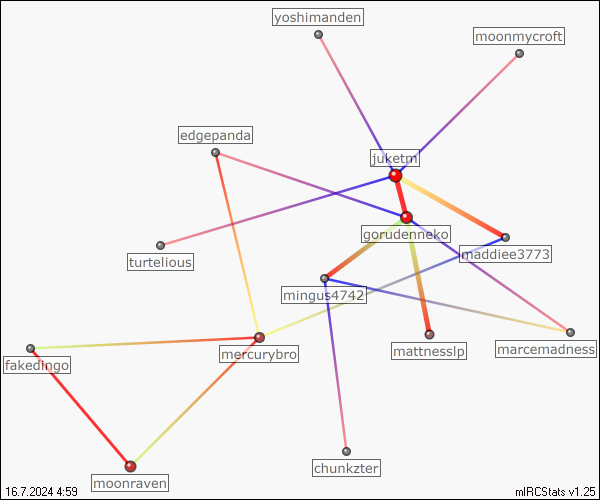 yoshimanden
moonmycroft
edgepanda
juketm
gorudenneko
maddiee3773
turtelious
mingus4742
mattnesslp
marcemadness
mercurybro
fakedingo
chunkzter
moonraven
16.7.2024 4:59
mIRCStats v1.25